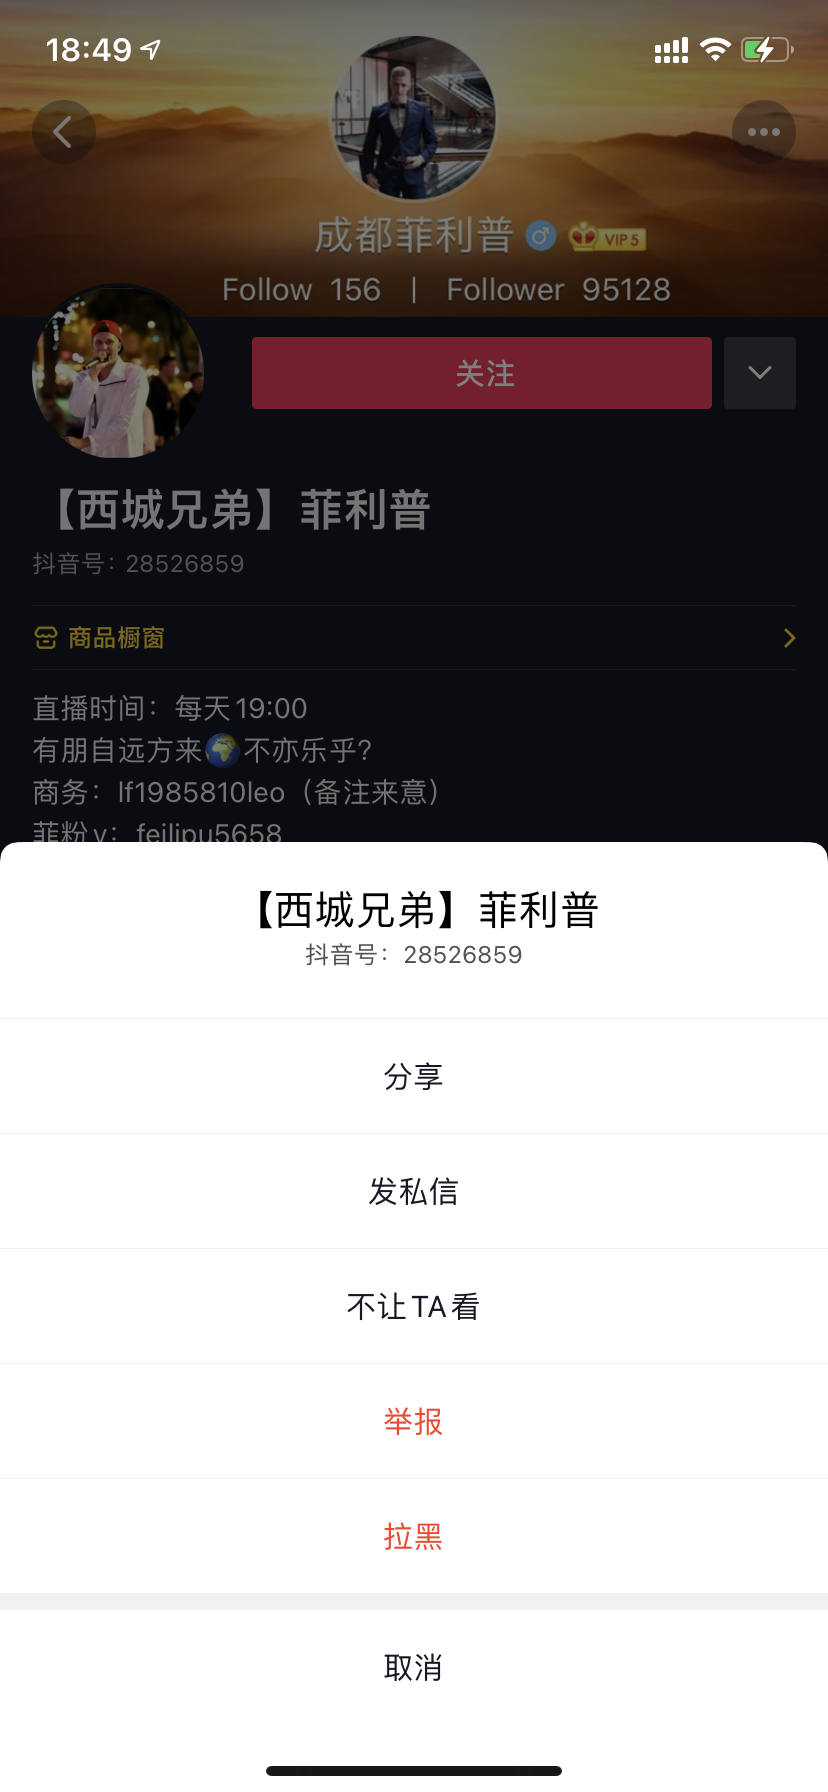 18:49
成都菲利普 VIP 5
Follow 156 | Follower 95128
关注
【西城兄弟】菲利普
抖音号：28526859
商品橱窗
直播时间：每天19:00
有朋自远方来🌍不亦乐乎?
商务：lf1985810leo（备注来意）
菲粉v：feilipu5658
【西城兄弟】菲利普
抖音号：28526859
分享
发私信
不让TA看
举报
拉黑
取消